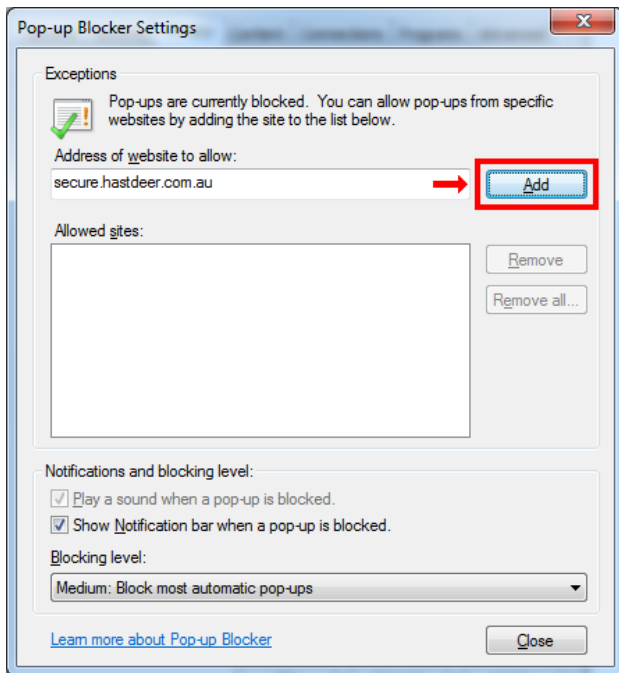 Pop-up Blocker Settings
Exceptions
Pop-ups are currently blocked. You can allow pop-ups from specific
websites by adding the site to the list below.
Address of website to allow:
secure.hastdeer.com.au
Add
Allowed sites:
Remove
Remove all...
Notifications and blocking level:
Play a sound when a pop-up is blocked.
Show Notification bar when a pop-up is blocked.
Blocking level:
Medium: Block most automatic pop-ups
Learn more about Pop-up Blocker
Close